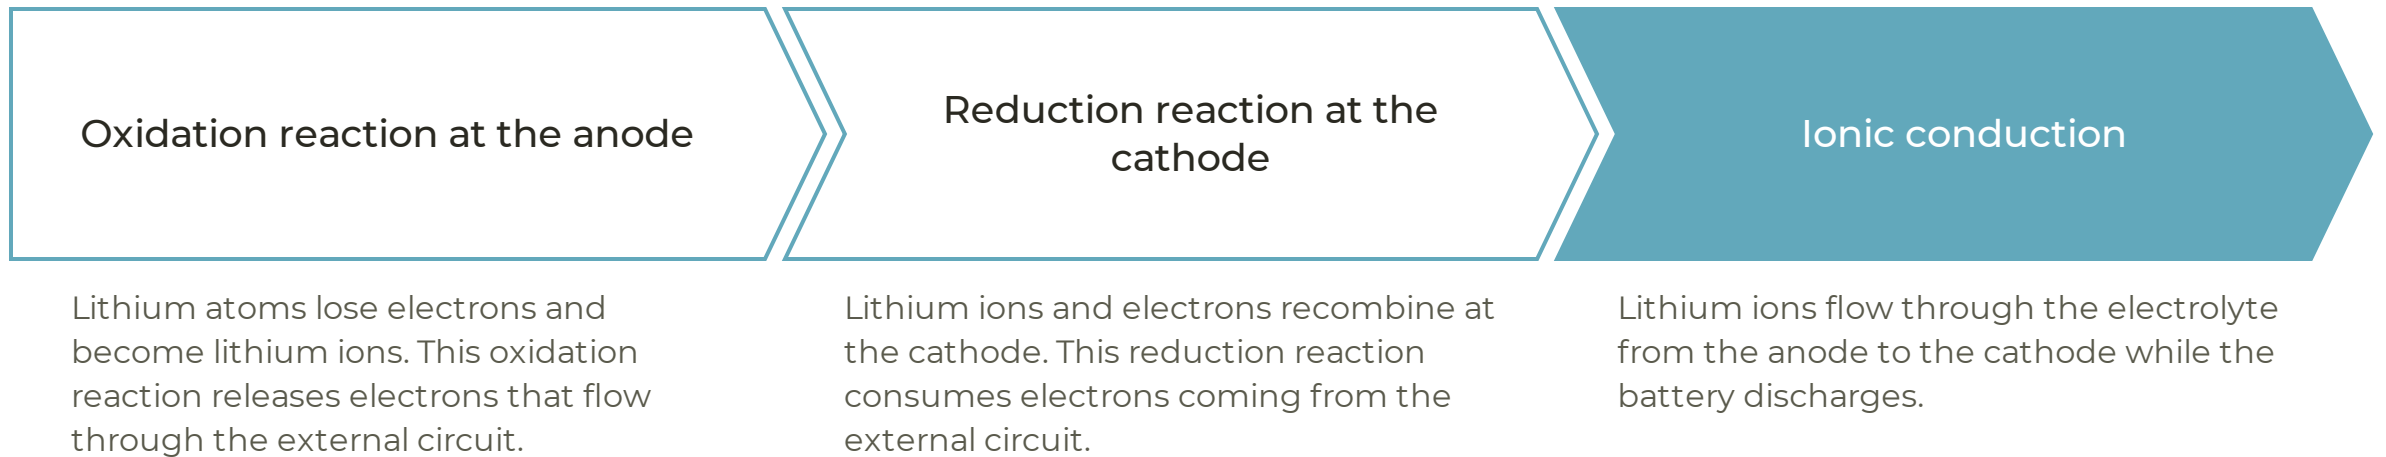 Oxidation reaction at the anode
Reduction reaction at the
cathode
Ionic conduction
Lithium atoms lose electrons and
become lithium ions. This oxidation
reaction releases electrons that flow
through the external circuit.
Lithium ions and electrons recombine at
the cathode. This reduction reaction
consumes electrons coming from the
external circuit.
Lithium ions flow through the electrolyte
from the anode to the cathode while the
battery discharges.